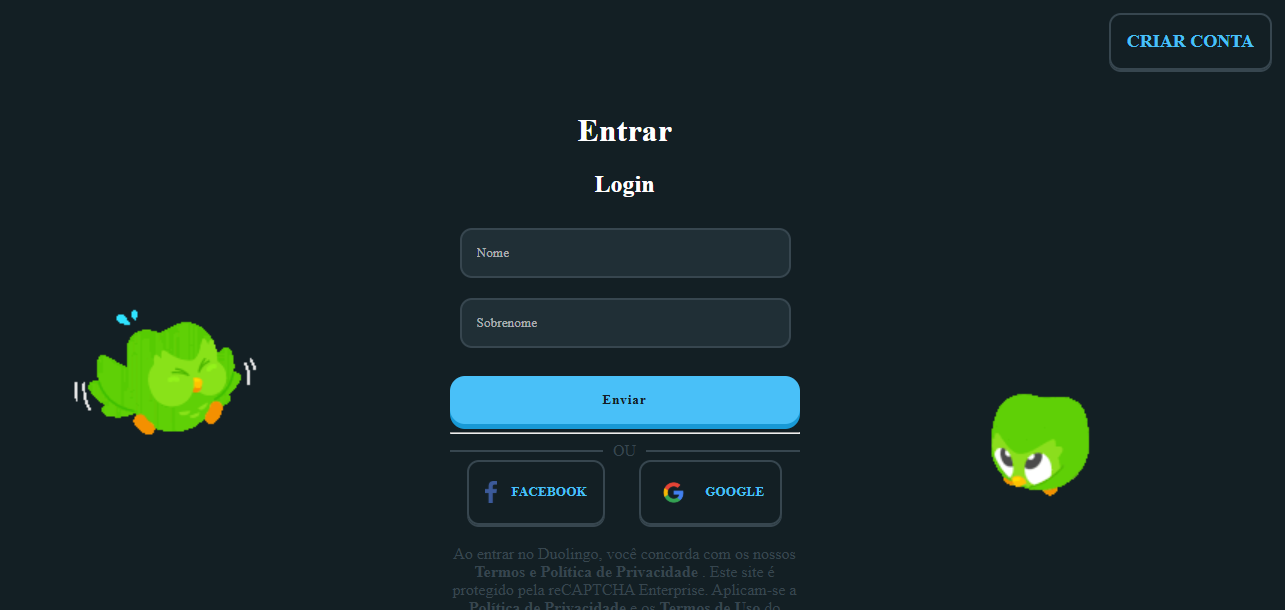 CRIAR CONTA
Entrar
Login
Nome
Sobrenome
Enviar
OU
FACEBOOK
GOOGLE
Ao entrar no Duolingo, você concorda com os nossos
Termos e Política de Privacidade . Este site é
protegido pela reCAPTCHA Enterprise. Aplicam-se a
Política de Privacidade e os Termos de Uso do